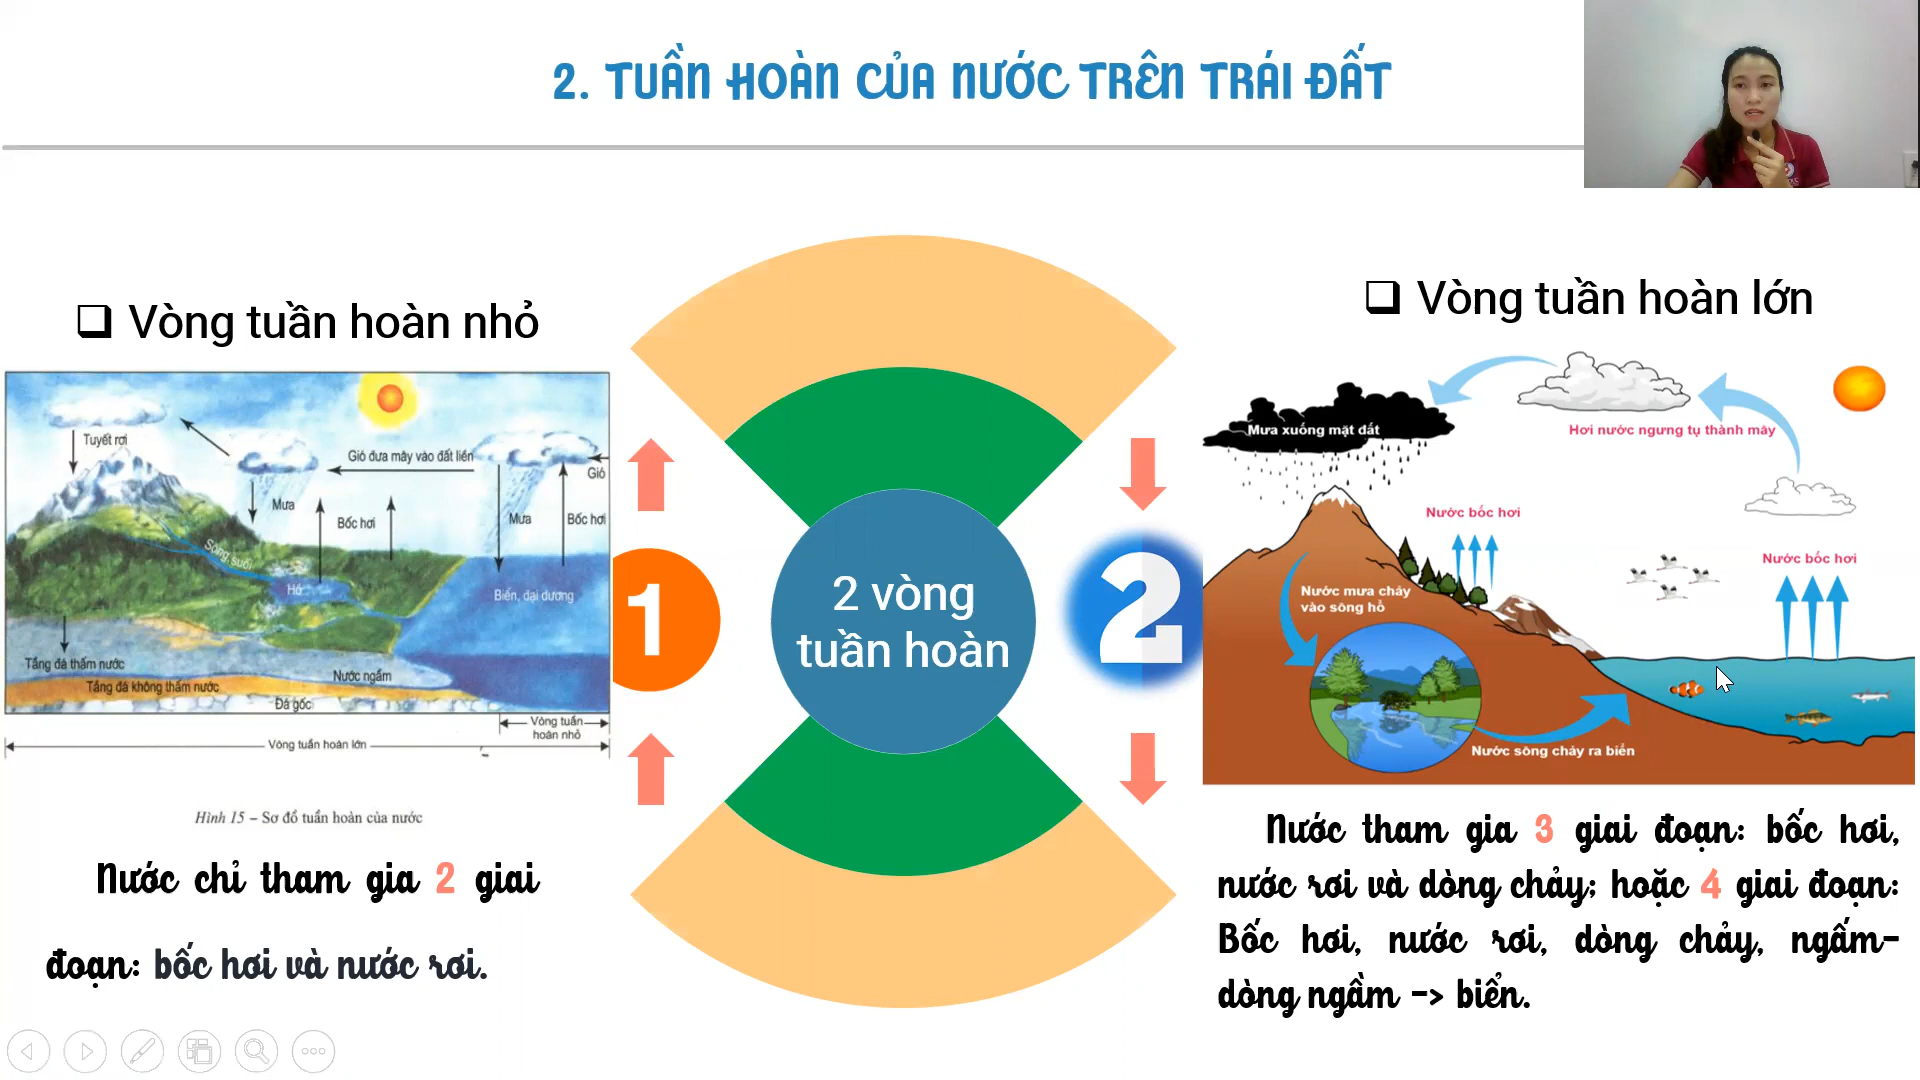 2. TUẦN HOÀN CỦA NƯỚC TRÊN TRÁI ĐẤT
Vòng tuần hoàn nhỏ
Tuyết rơi
Gió đưa mây vào đất liền
Gió
Mưa
Bốc hơi
Mưa
Bốc hơi
Sông, suối
Hồ
Biển, đại dương
Tầng đá thấm nước
Nước ngầm
Tầng đá không thấm nước
Đá gốc
Vòng tuần
hoàn nhỏ
Vòng tuần hoàn lớn
Hình 15 – Sơ đồ tuần hoàn của nước
Nước chỉ tham gia 2 giai
đoạn: bốc hơi và nước rơi.
1
2 vòng
tuần hoàn
2
Vòng tuần hoàn lớn
Mưa xuống mặt đất
Hơi nước ngưng tụ thành mây
Nước bốc hơi
Nước bốc hơi
Nước mưa chảy
vào sông hồ
Nước sông chảy ra biển
Nước tham gia 3 giai đoạn: bốc hơi,
nước rơi và dòng chảy; hoặc 4 giai đoạn:
Bốc hơi, nước rơi, dòng chảy, ngấm-
dòng ngầm -> biển.